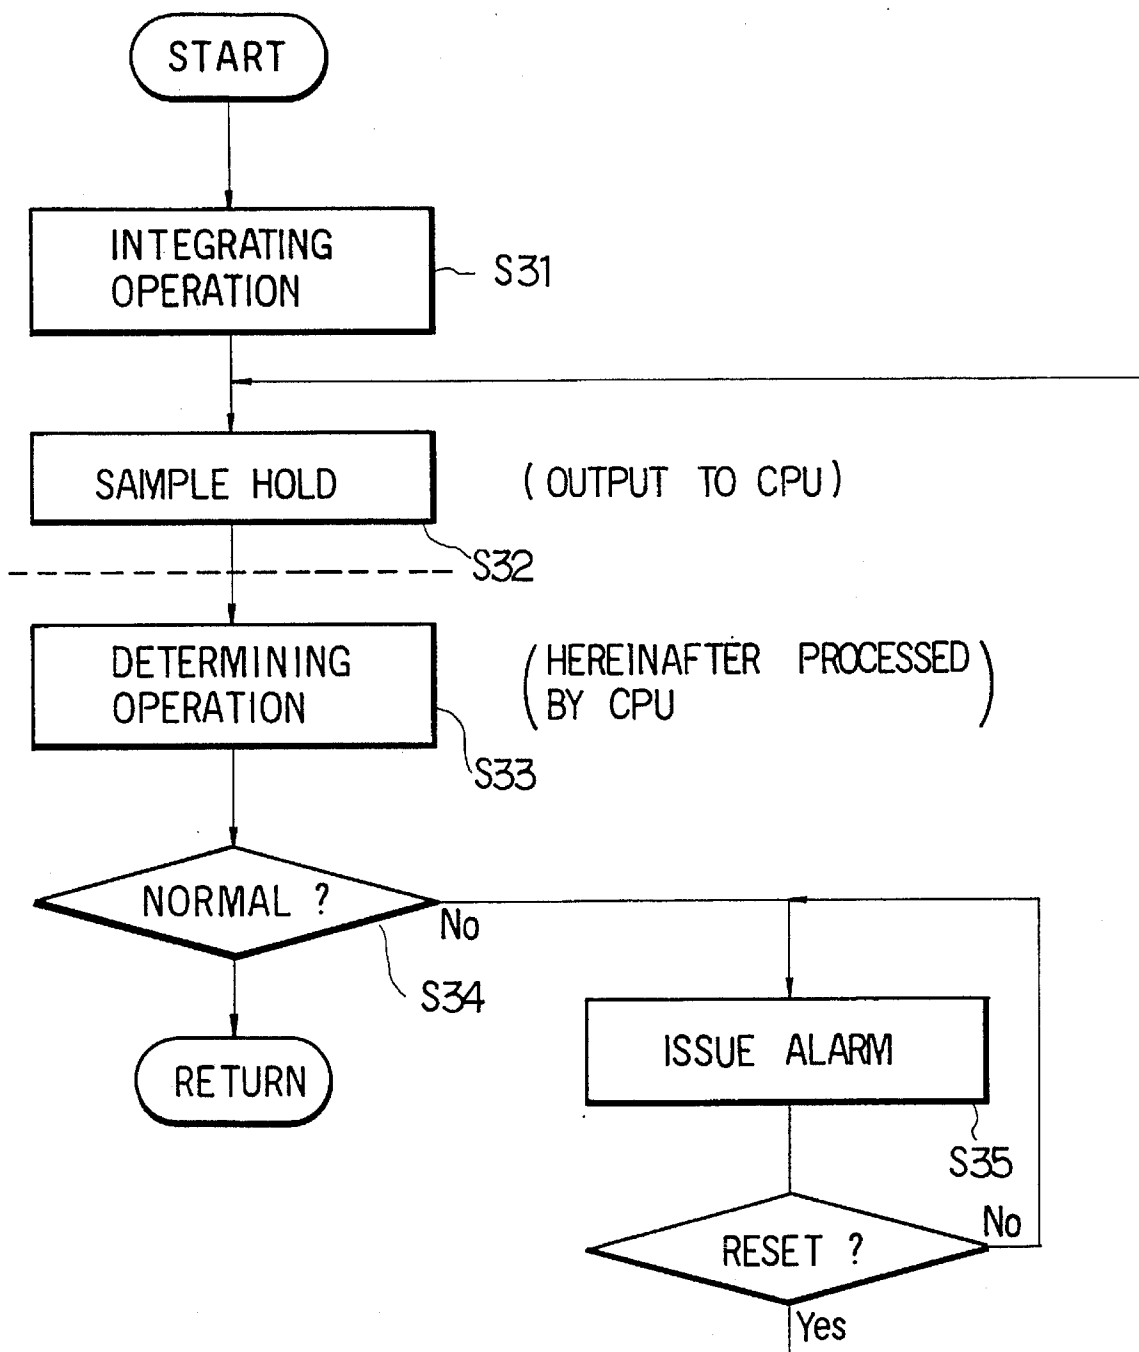 START
INTEGRATING
OPERATION
S31
SAMPLE HOLD
(OUTPUT TO CPU)
S32
DETERMINING
OPERATION
(HEREINAFTER PROCESSED
BY CPU)
S33
NORMAL ?
No
S34
RETURN
ISSUE ALARM
S35
RESET ?
No
Yes